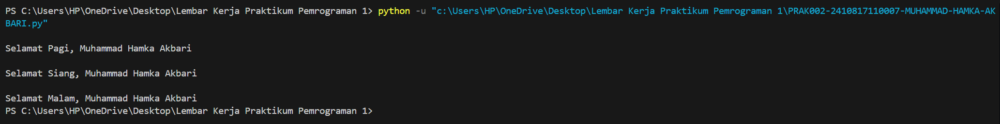 PS C:\Users\HP\OneDrive\Desktop\Lembar Kerja Praktikum Pemrograman 1> python -u "c:\Users\HP\OneDrive\Desktop\Lembar Kerja Praktikum Pemrograman 1\PRAK002-2410817110007-MUHAMMAD-HAMKA-AK
BARI.py"
Selamat Pagi, Muhammad Hamka Akbari
Selamat Siang, Muhammad Hamka Akbari
Selamat Malam, Muhammad Hamka Akbari
PS C:\Users\HP\OneDrive\Desktop\Lembar Kerja Praktikum Pemrograman 1>